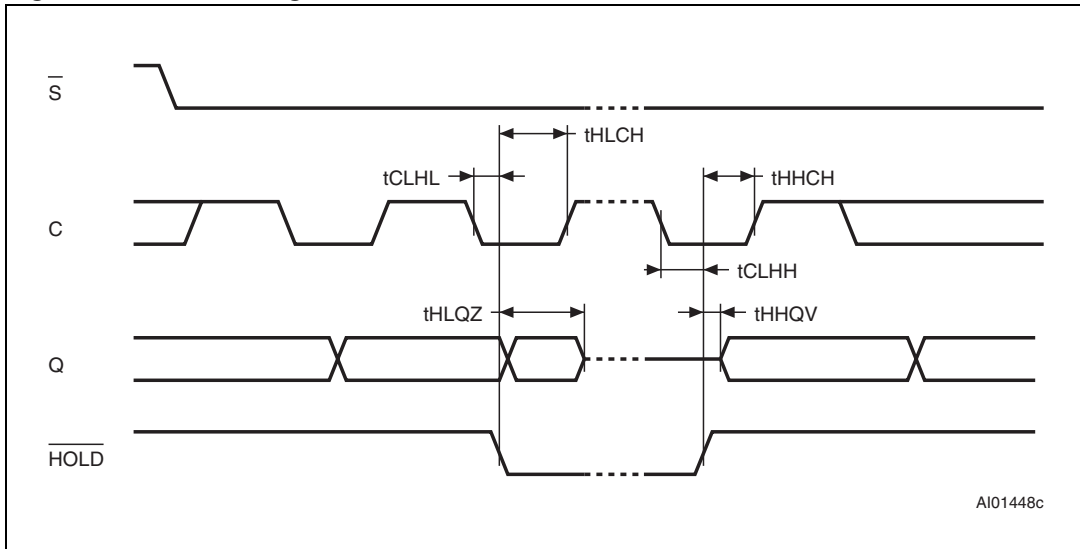 S
tHLCH
tCLHL
tHHCH
C
tCLHH
tHLQZ
tHHQV
Q
HOLD
AI01448c